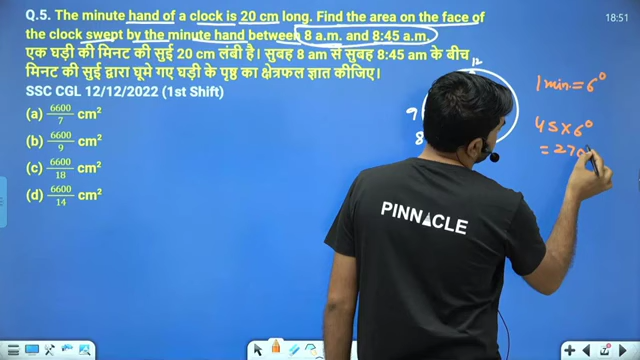 Q.5. The minute hand of a clock is 20 cm long. Find the area on the face of
the clock swept by the minute hand between 8 a.m. and 8:45 a.m.
एक घड़ी की मिनट की सुई 20 cm लंबी है। सुबह 8 am से सुबह 8:45 am के बीच
मिनट की सुई द्वारा घूमे गए घड़ी के पृष्ठ का क्षेत्रफल ज्ञात कीजिए।
SSC CGL 12/12/2022 (1st Shift)
(a) 6600/7 cm²
(b) 6600/9 cm²
(c) 6600/18 cm²
(d) 6600/14 cm²
18:51
12
9
8
1 min. = 6°
45 x 6°
= 270
PINNACLE